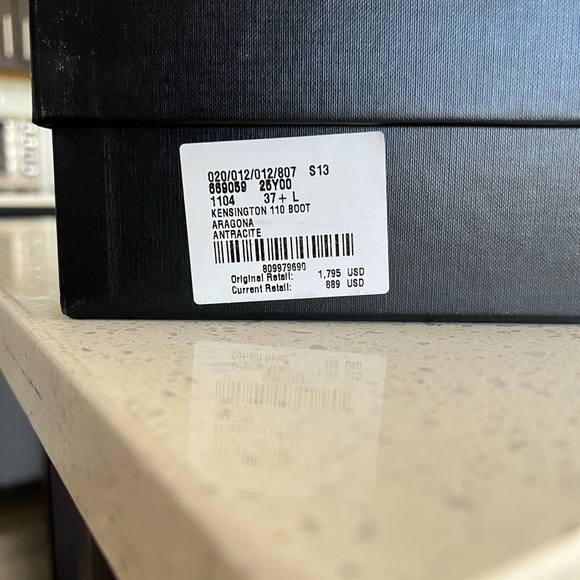 020/012/012/807 S13
669059 25Y00
1104 37+ L
KENSINGTON 110 BOOT
ARAGONA
ANTRACITE
809979690
Original Retail: 1,795 USD
Current Retail: 889 USD